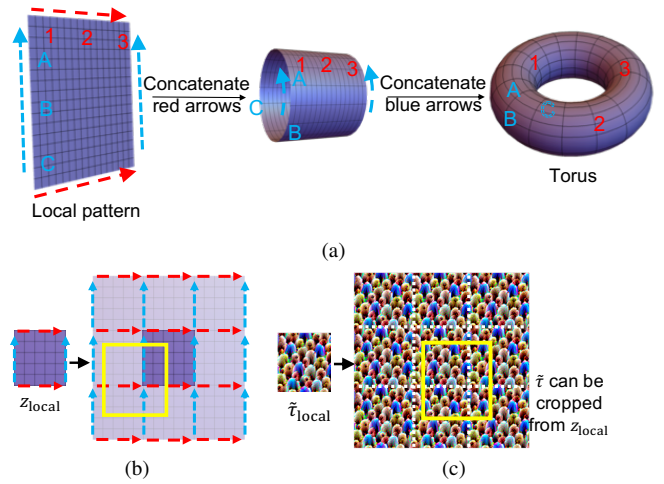 1 2 3
A
B
C
Local pattern
Concatenate
red arrows
1 2 3
A
C
B
Concatenate
blue arrows
1 3
A C
B 2
Torus
(a)
z_local
(b)
τ̃_local
τ̃ can be
cropped
from z_local
(c)